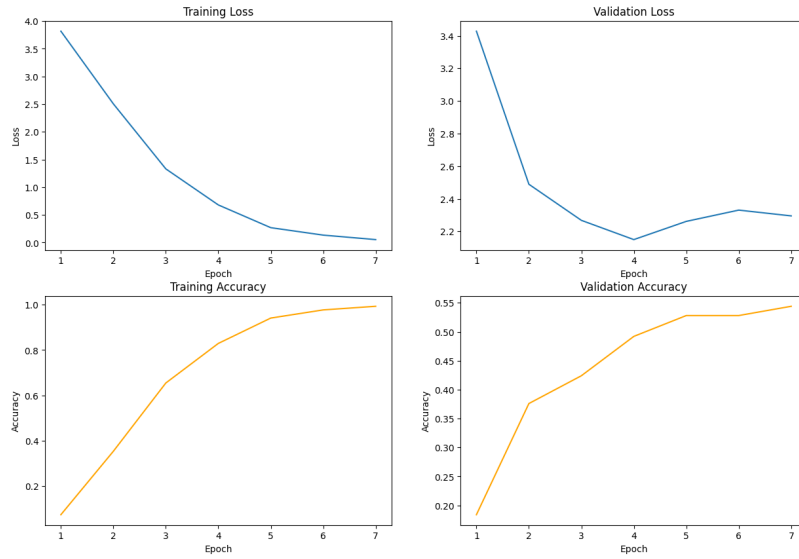 Training Loss
Loss
4.0
3.5
3.0
2.5
2.0
1.5
1.0
0.5
0.0
1 2 3 4 5 6 7
Epoch
Validation Loss
Loss
3.4
3.2
3.0
2.8
2.6
2.4
2.2
1 2 3 4 5 6 7
Epoch
Training Accuracy
Accuracy
1.0
0.8
0.6
0.4
0.2
1 2 3 4 5 6 7
Epoch
Validation Accuracy
Accuracy
0.55
0.50
0.45
0.40
0.35
0.30
0.25
0.20
1 2 3 4 5 6 7
Epoch